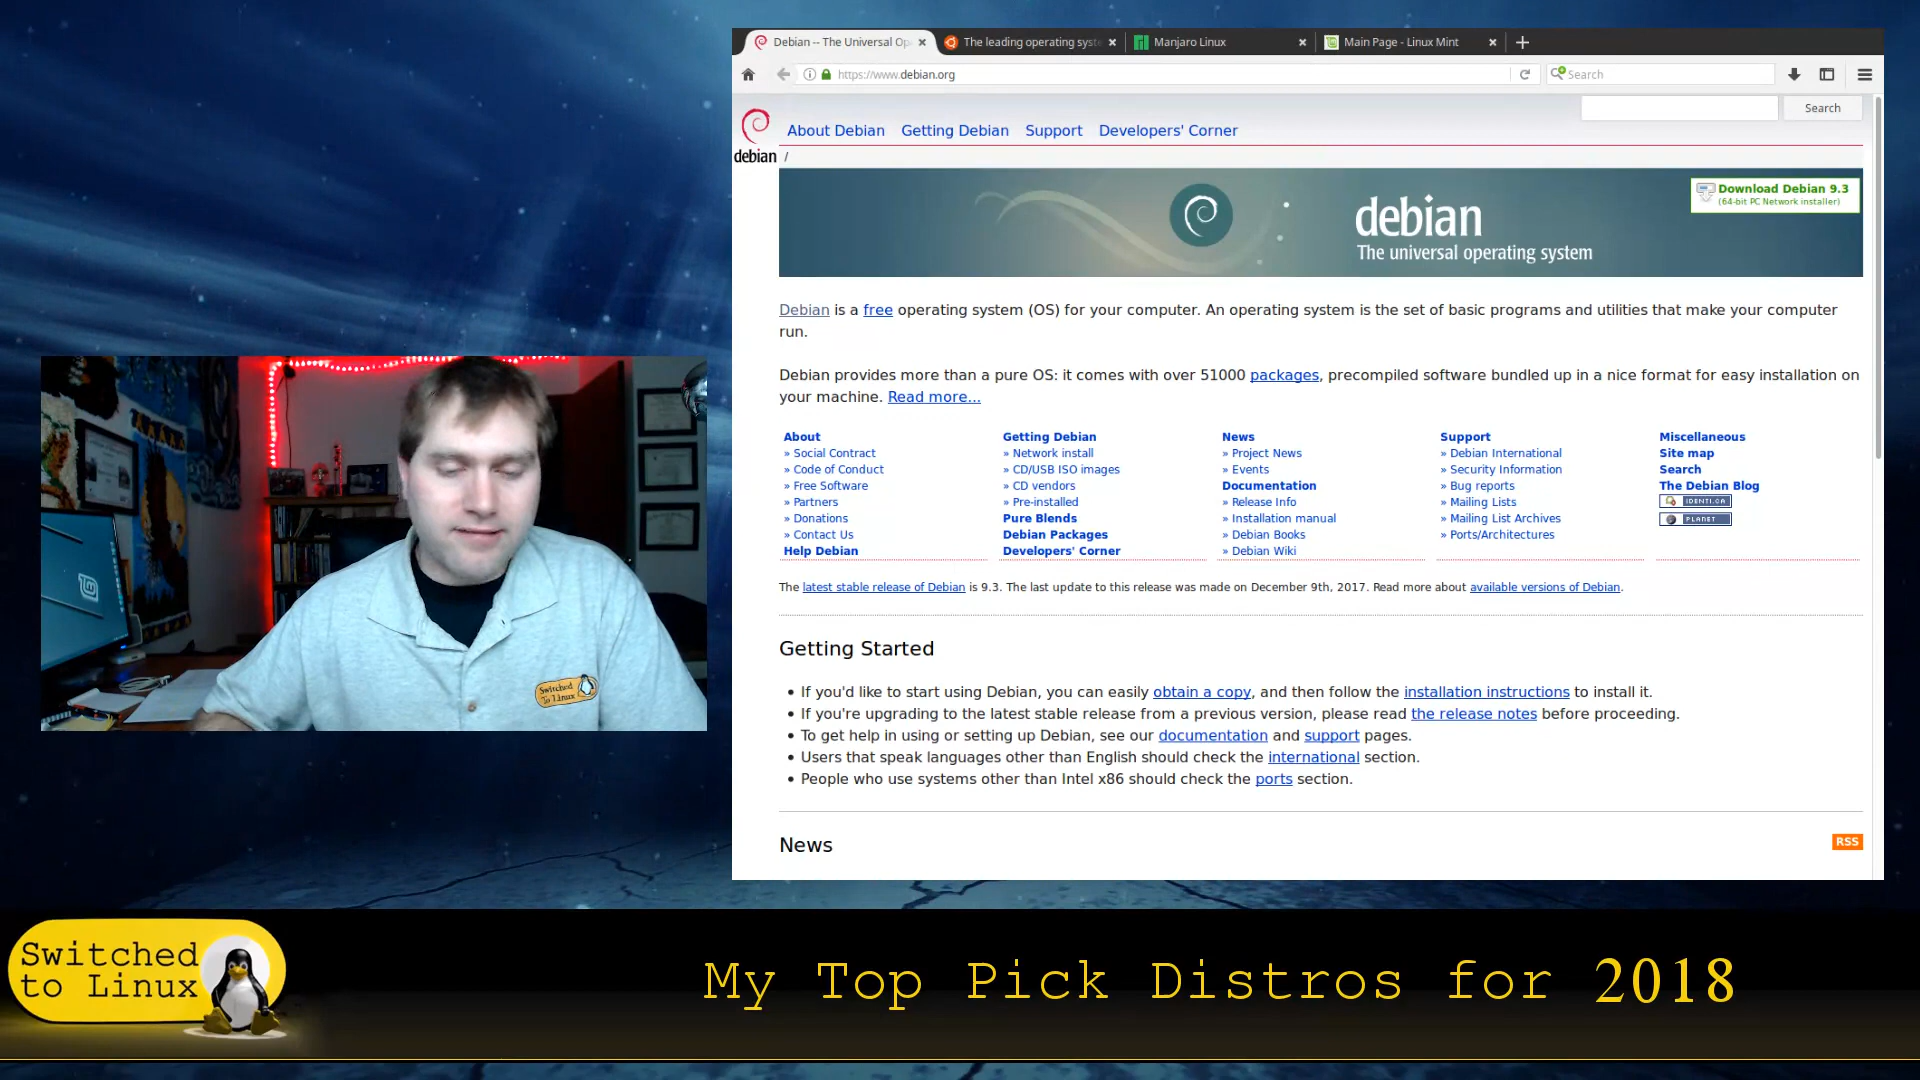 Debian -- The Universal Op
The leading operating syste
Manjaro Linux
Main Page - Linux Mint
https://www.debian.org
Search
Search
debian
About Debian
Getting Debian
Support
Developers' Corner
/
debian
The universal operating system
Download Debian 9.3
(64-bit PC Network installer)
Debian is a free operating system (OS) for your computer. An operating system is the set of basic programs and utilities that make your computer
run.
Debian provides more than a pure OS: it comes with over 51000 packages, precompiled software bundled up in a nice format for easy installation on
your machine. Read more...
About
» Social Contract
» Code of Conduct
» Free Software
» Partners
» Donations
» Contact Us
Help Debian
Getting Debian
» Network install
» CD/USB ISO images
» CD vendors
» Pre-installed
Pure Blends
Debian Packages
Developers' Corner
News
» Project News
» Events
Documentation
» Release Info
» Installation manual
» Debian Books
» Debian Wiki
Support
» Debian International
» Security Information
» Bug reports
» Mailing Lists
» Mailing List Archives
» Ports/Architectures
Miscellaneous
Site map
Search
The Debian Blog
IDENTI.CA
PLANET
The latest stable release of Debian is 9.3. The last update to this release was made on December 9th, 2017. Read more about available versions of Debian.
Getting Started
• If you'd like to start using Debian, you can easily obtain a copy, and then follow the installation instructions to install it.
• If you're upgrading to the latest stable release from a previous version, please read the release notes before proceeding.
• To get help in using or setting up Debian, see our documentation and support pages.
• Users that speak languages other than English should check the international section.
• People who use systems other than Intel x86 should check the ports section.
News
RSS
Switched
To Linux
Switched
to Linux
My Top Pick Distros for 2018